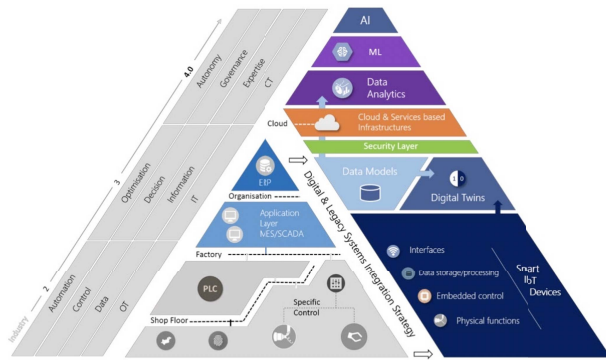 AI
ML
Data
Analytics
Cloud & Services based
Infrastructures
Cloud
Security Layer
Data Models
Digital Twins
1 0
ERP
Organisation
Application
Layer
MES/SCADA
Factory
PLC
Shop Floor
Specific
Control
Digital & Legacy Systems Integration Strategy
Interfaces
Data storage/processing
Embedded control
Physical functions
Smart
IIoT
Devices
Industry
2
3
4.0
Autonomy
Governance
Expertise
CT
Optimisation
Decision
Information
IT
Automation
Control
Data
OT